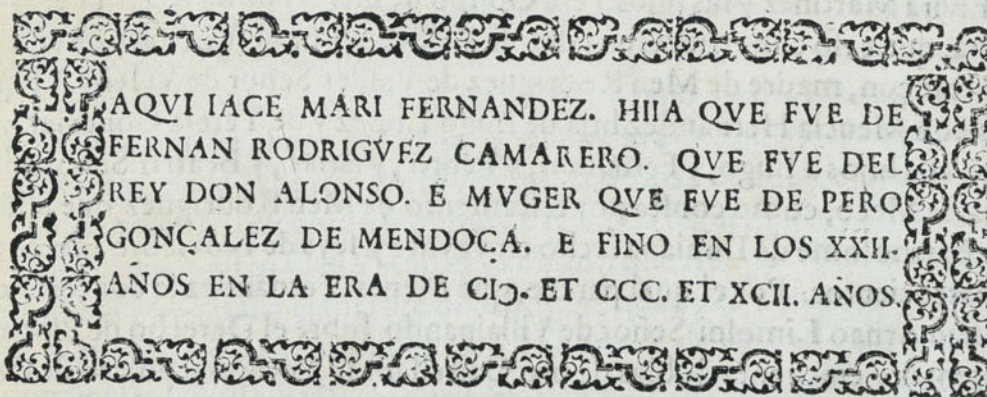 AQVI IACE MARI FERNANDEZ. HIIA QVE FVE DE
FERNAN RODRIGVEZ CAMARERO. QVE FVE DEL
REY DON ALONSO. E MVGER QVE FVE DE PERO
GONÇALEZ DE MENDOÇA. E FINO EN LOS XXII.
AÑOS EN LA ERA DE CIↃ. ET CCC. ET XCII. AÑOS.